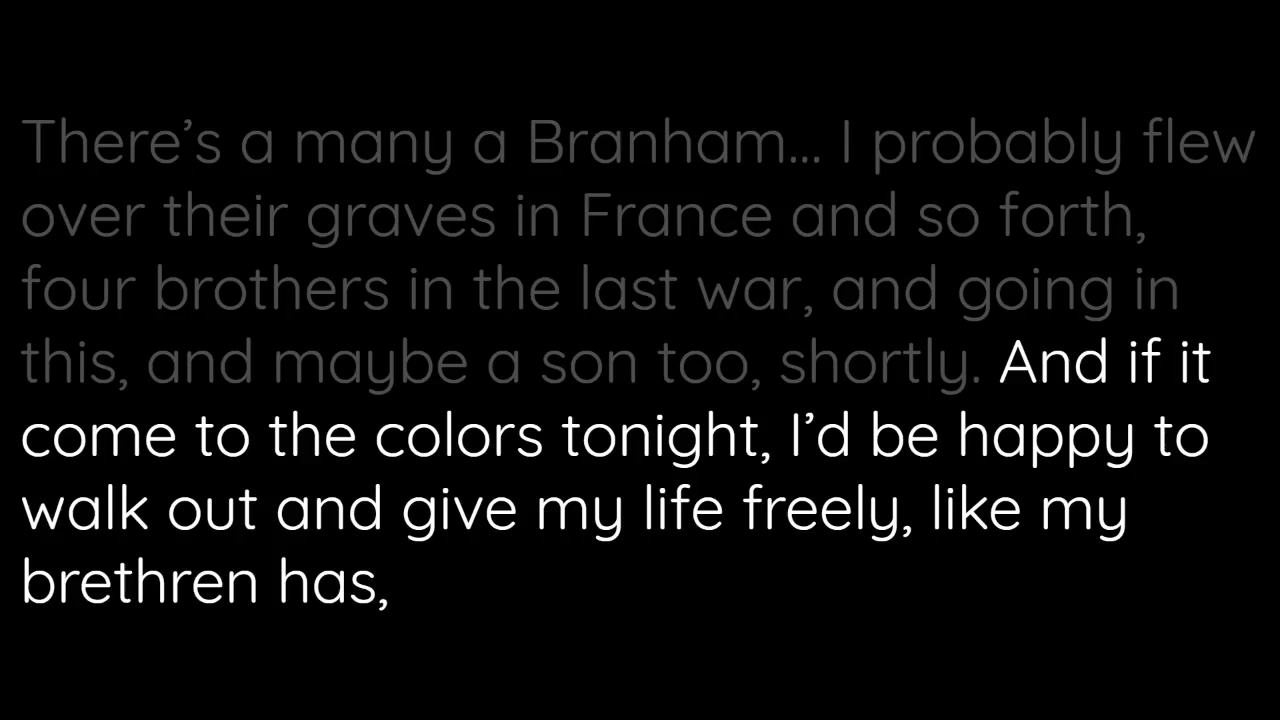 There’s a many a Branham... I probably flew
over their graves in France and so forth,
four brothers in the last war, and going in
this, and maybe a son too, shortly. And if it
come to the colors tonight, I’d be happy to
walk out and give my life freely, like my
brethren has,